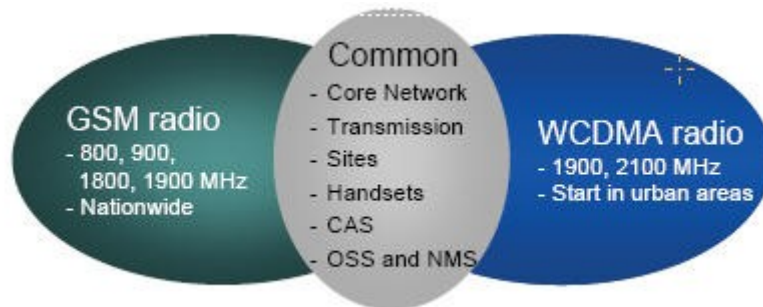 GSM radio
- 800, 900,
1800, 1900 MHz
- Nationwide
Common
- Core Network
- Transmission
- Sites
- Handsets
- CAS
- OSS and NMS
WCDMA radio
- 1900, 2100 MHz
- Start in urban areas